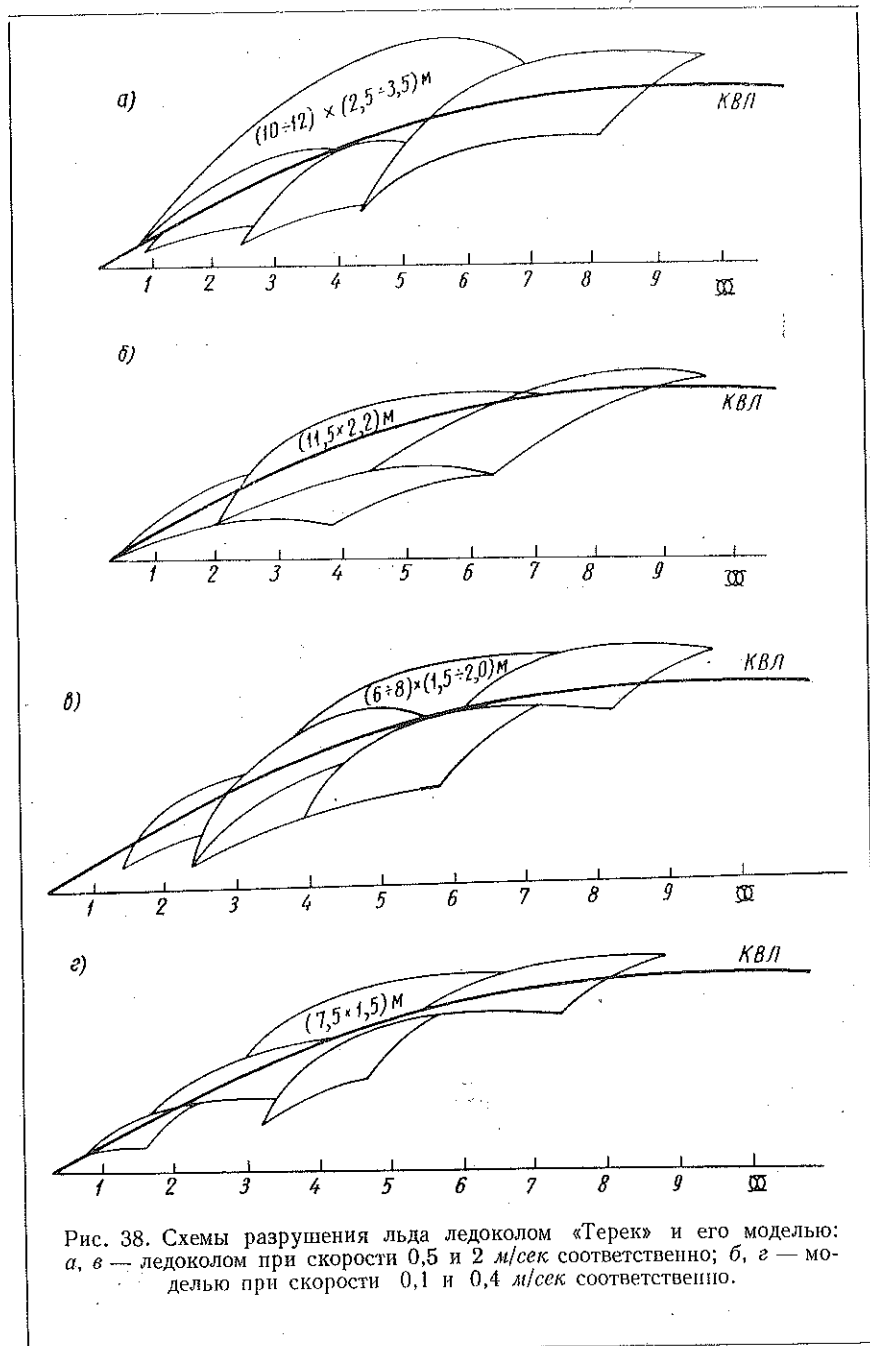 а)
(10÷12) × (2,5÷3,5) м
КВЛ
1 2 3 4 5 6 7 8 9
б)
(11,5×2,2) м
КВЛ
1 2 3 4 5 6 7 8 9
в)
(6÷8)×(1,5÷2,0) м
КВЛ
1 2 3 4 5 6 7 8 9
г)
(7,5×1,5) м
КВЛ
1 2 3 4 5 6 7 8 9
Рис. 38. Схемы разрушения льда ледоколом «Терек» и его моделью:
а, в — ледоколом при скорости 0,5 и 2 м/сек соответственно; б, г — мо-
делью при скорости 0,1 и 0,4 м/сек соответственно.